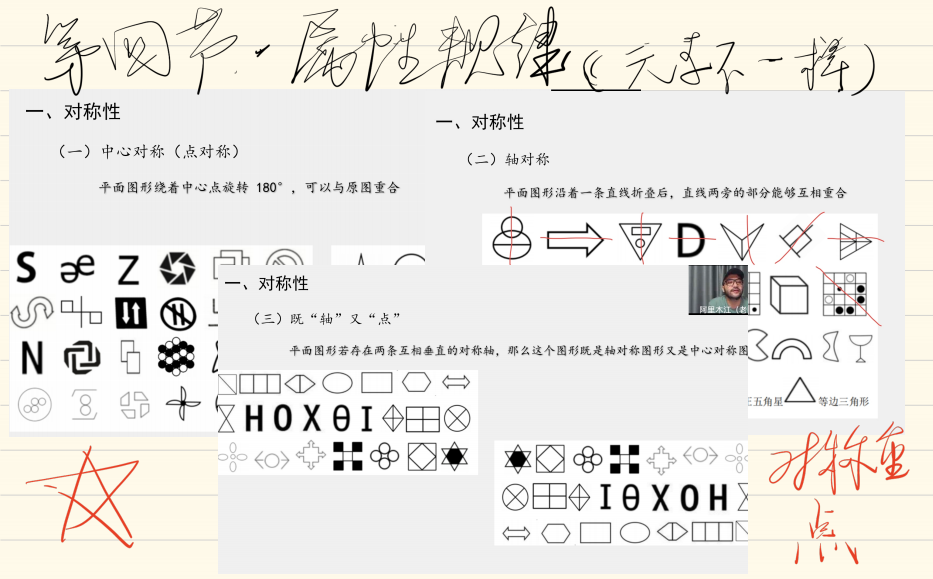 第四节·属性规律（元素不一样）
一、对称性
（一）中心对称（点对称）
平面图形绕着中心点旋转 180°，可以与原图重合
S æ Z
N
一、对称性
（二）轴对称
平面图形沿着一条直线折叠后，直线两旁的部分能够互相重合
D
正五角星 等边三角形
一、对称性
（三）既“轴”又“点”
平面图形若存在两条互相垂直的对称轴，那么这个图形既是轴对称图形又是中心对称图
H O X θ I
I θ X O H
对称重
点